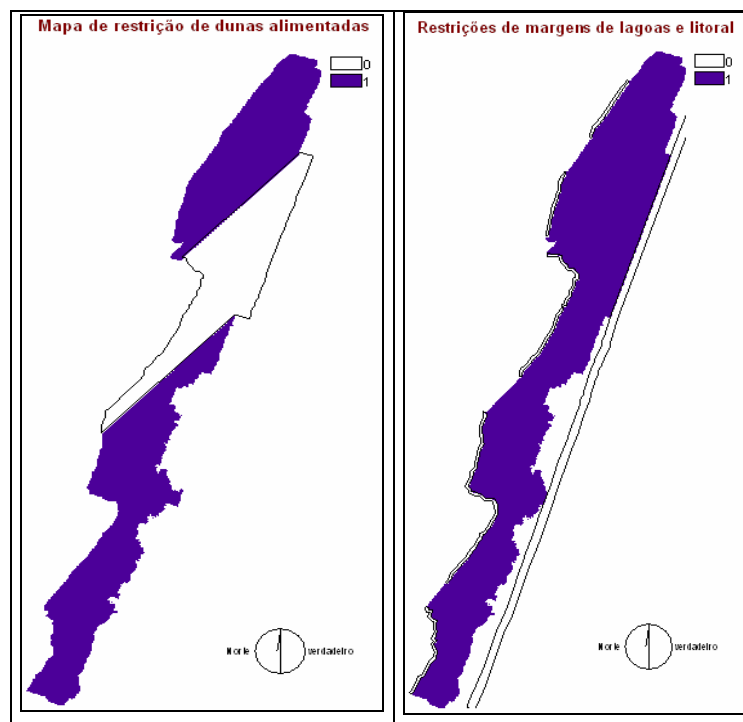 Mapa de restrição de dunas alimentadas
0
1
Norte verdadeiro
Restrições de margens de lagoas e litoral
0
1
Norte verdadeiro